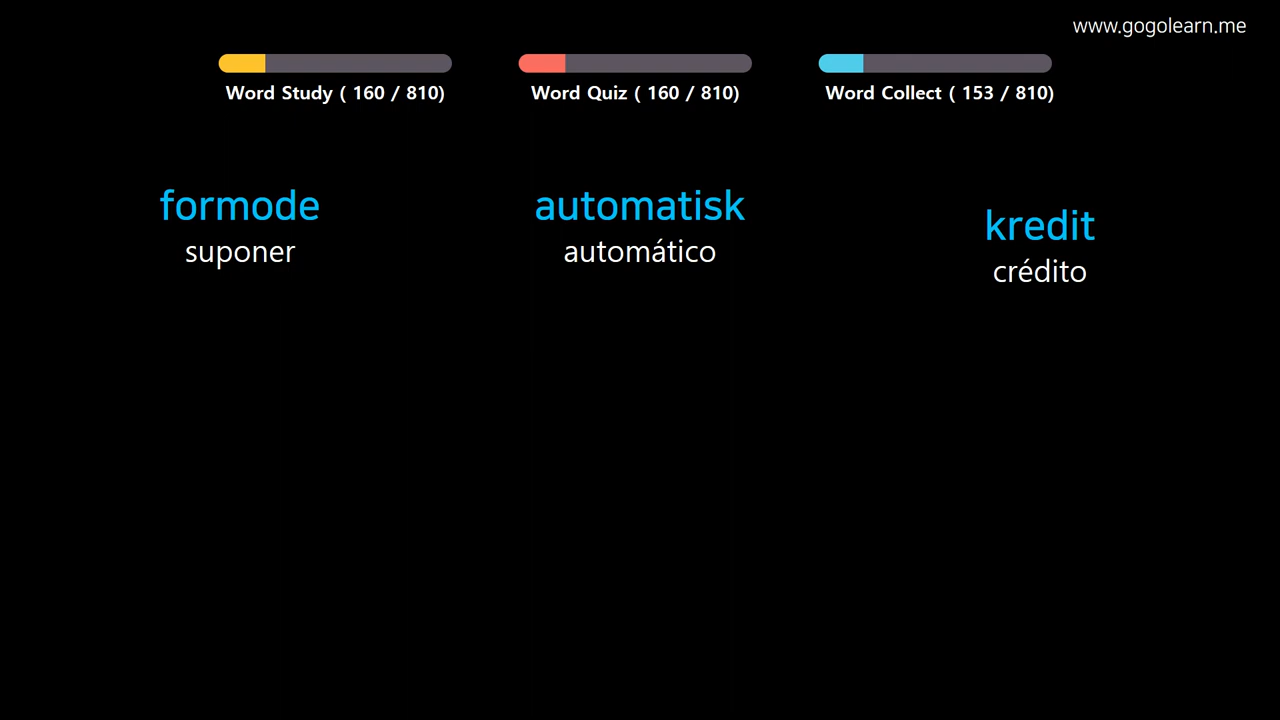 www.gogolearn.me
Word Study ( 160 / 810)
Word Quiz ( 160 / 810)
Word Collect ( 153 / 810)
formode
suponer
automatisk
automático
kredit
crédito